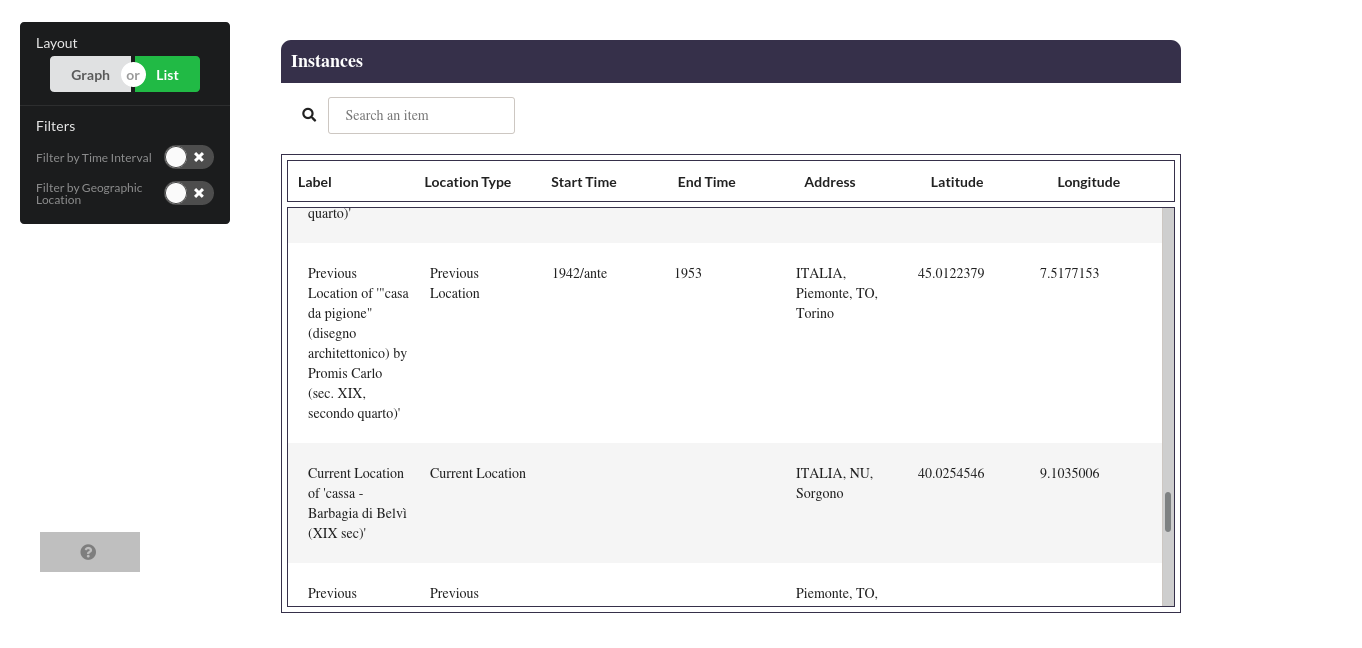 Layout
Graph or List
Filters
Filter by Time Interval
Filter by Geographic
Location
Instances
Search an item
Label Location Type Start Time End Time Address Latitude Longitude
quarto)'
Previous Previous 1942/ante 1953 ITALIA, 45.0122379 7.5177153
Location of '"casa Location Piemonte, TO,
da pigione" Torino
(disegno
architettonico) by
Promis Carlo
(sec. XIX,
secondo quarto)'
Current Location Current Location ITALIA, NU, 40.0254546 9.1035006
of 'cassa - Sorgono
Barbagia di Belvì
(XIX sec)'
Previous Previous Piemonte, TO,